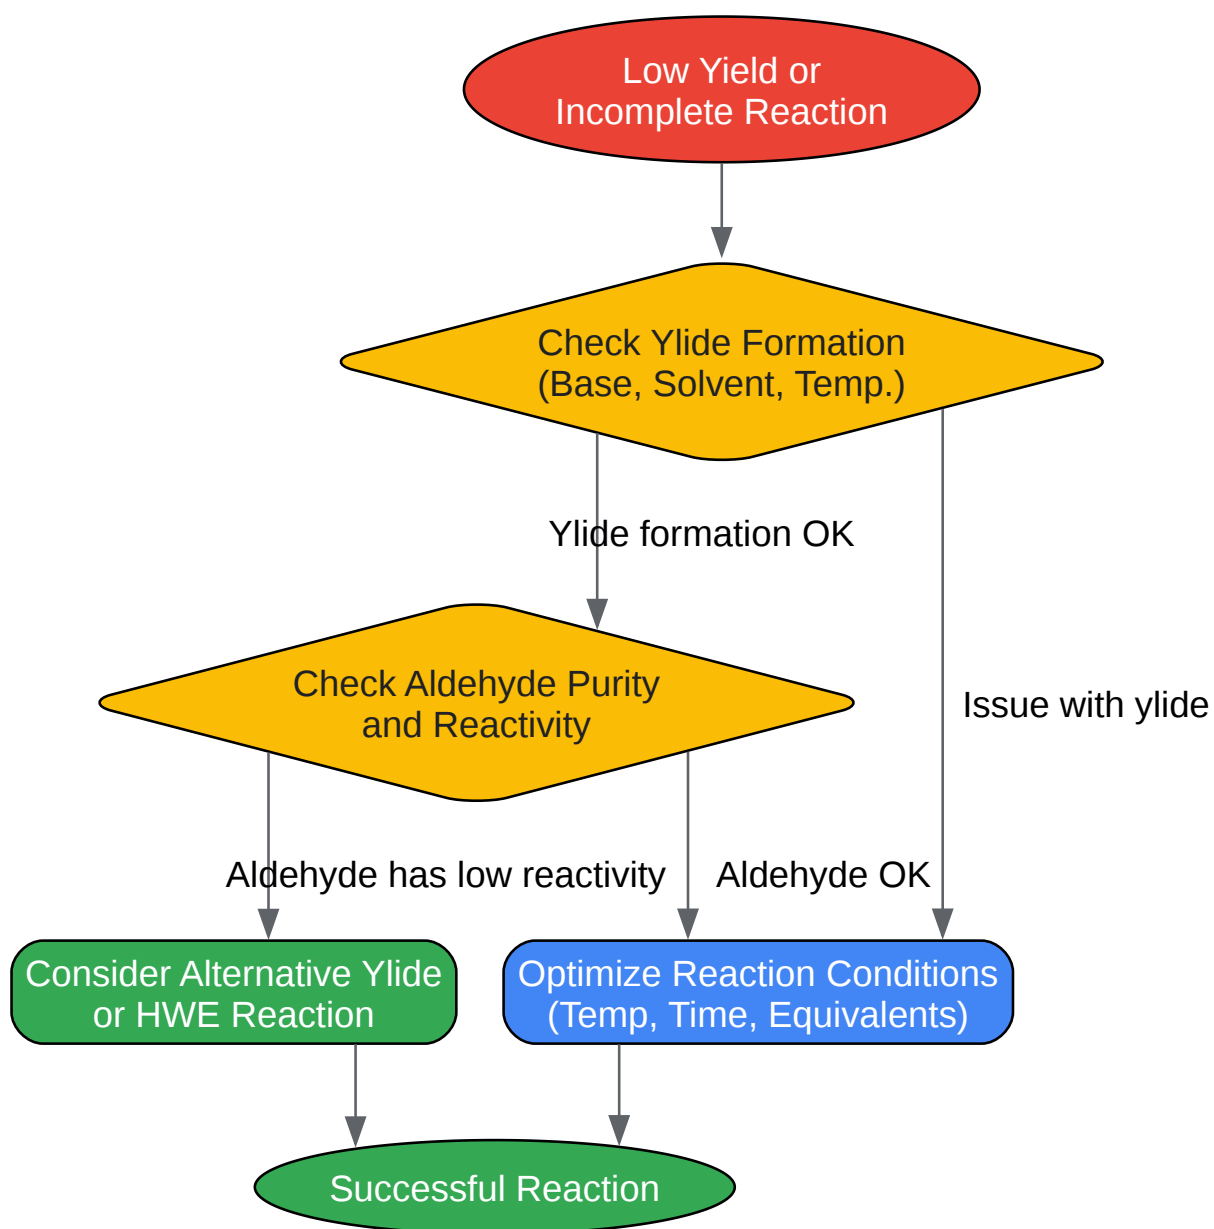 Low Yield or
Incomplete Reaction
Check Ylide Formation
(Base, Solvent, Temp.)
Ylide formation OK
Check Aldehyde Purity
and Reactivity
Issue with ylide
Aldehyde has low reactivity
Aldehyde OK
Consider Alternative Ylide
or HWE Reaction
Optimize Reaction Conditions
(Temp, Time, Equivalents)
Successful Reaction